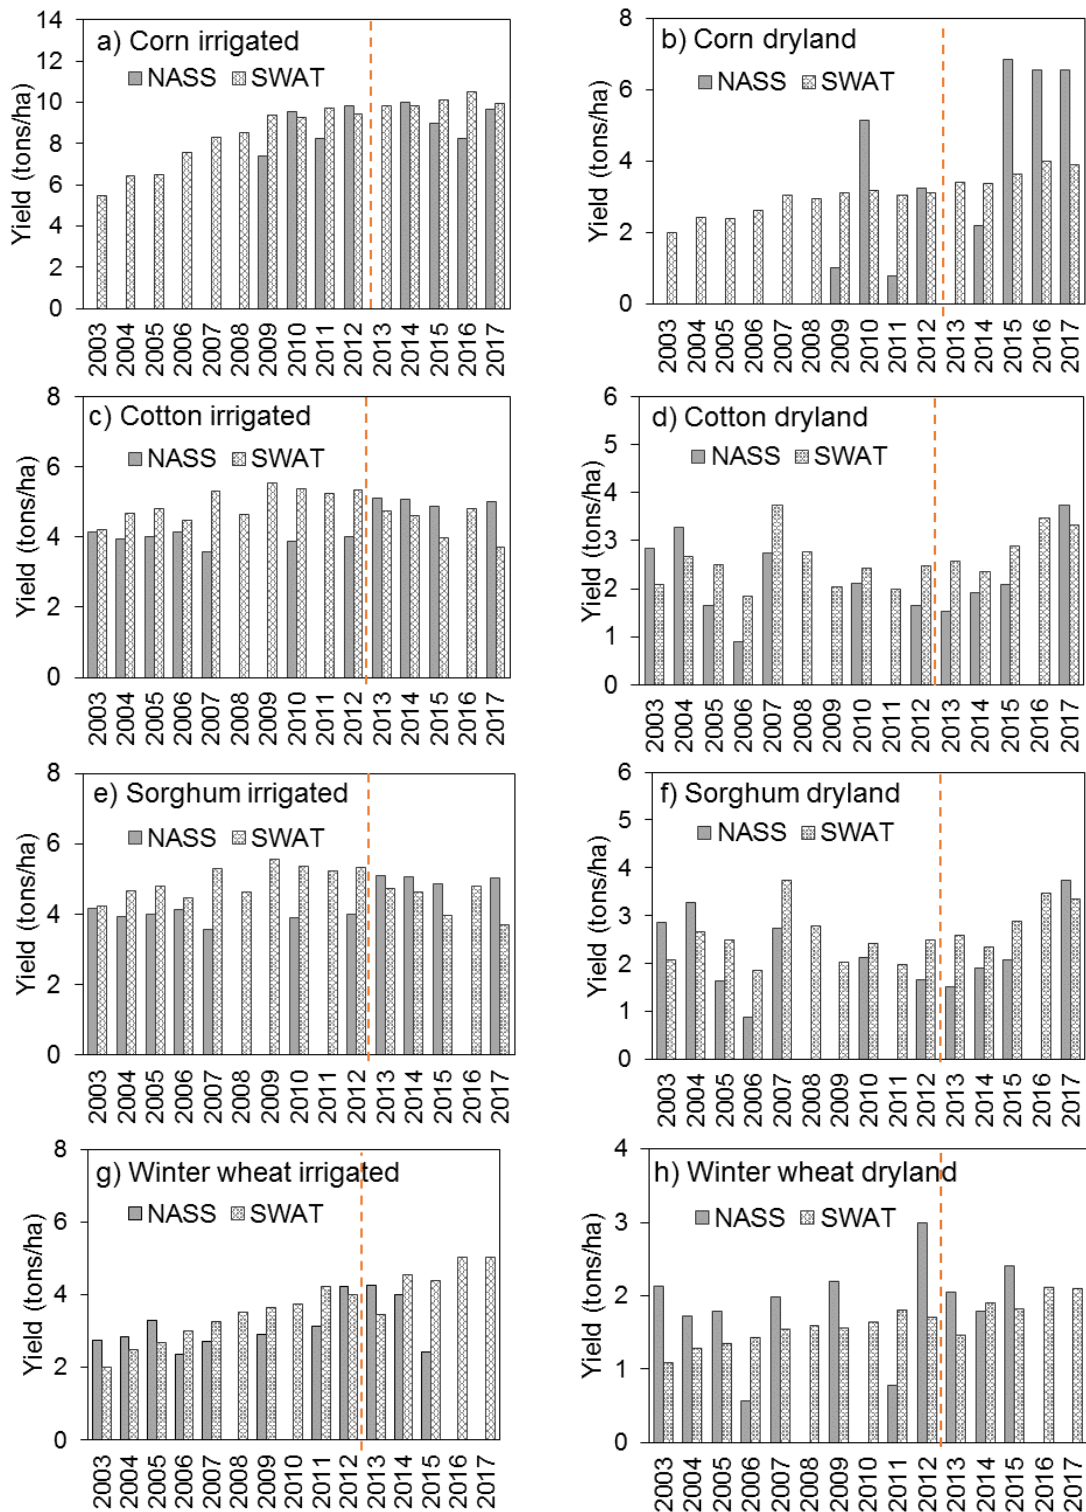 a) Corn irrigated
NASS SWAT
Yield (tons/ha)
14
12
10
8
6
4
2
0
2003 2004 2005 2006 2007 2008 2009 2010 2011 2012 2013 2014 2015 2016 2017
b) Corn dryland
NASS SWAT
Yield (tons/ha)
8
6
4
2
0
2003 2004 2005 2006 2007 2008 2009 2010 2011 2012 2013 2014 2015 2016 2017
c) Cotton irrigated
NASS SWAT
Yield (tons/ha)
8
6
4
2
0
2003 2004 2005 2006 2007 2008 2009 2010 2011 2012 2013 2014 2015 2016 2017
d) Cotton dryland
NASS SWAT
Yield (tons/ha)
6
5
4
3
2
1
0
2003 2004 2005 2006 2007 2008 2009 2010 2011 2012 2013 2014 2015 2016 2017
e) Sorghum irrigated
NASS SWAT
Yield (tons/ha)
8
6
4
2
0
2003 2004 2005 2006 2007 2008 2009 2010 2011 2012 2013 2014 2015 2016 2017
f) Sorghum dryland
NASS SWAT
Yield (tons/ha)
6
5
4
3
2
1
0
2003 2004 2005 2006 2007 2008 2009 2010 2011 2012 2013 2014 2015 2016 2017
g) Winter wheat irrigated
NASS SWAT
Yield (tons/ha)
8
6
4
2
0
2003 2004 2005 2006 2007 2008 2009 2010 2011 2012 2013 2014 2015 2016 2017
h) Winter wheat dryland
NASS SWAT
Yield (tons/ha)
4
3
2
1
0
2003 2004 2005 2006 2007 2008 2009 2010 2011 2012 2013 2014 2015 2016 2017